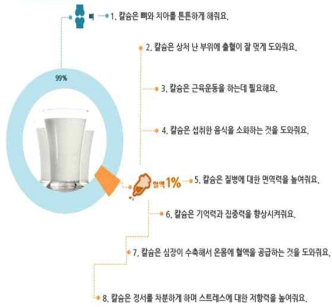 뼈
1. 칼슘은 뼈와 치아를 튼튼하게 해줘요.
2. 칼슘은 상처 난 부위에 출혈이 잘 멎게 도와줘요.
99%
3. 칼슘은 근육운동을 하는데 필요해요.
4. 칼슘은 섭취한 음식을 소화하는 것을 도와줘요.
혈액 1%
5. 칼슘은 질병에 대한 면역력을 높여줘요.
6. 칼슘은 기억력과 집중력을 향상시켜줘요.
7. 칼슘은 심장이 수축해서 온몸에 혈액을 공급하는 것을 도와줘요.
8. 칼슘은 정서를 차분하게 하며 스트레스에 대한 저항력을 높여줘요.